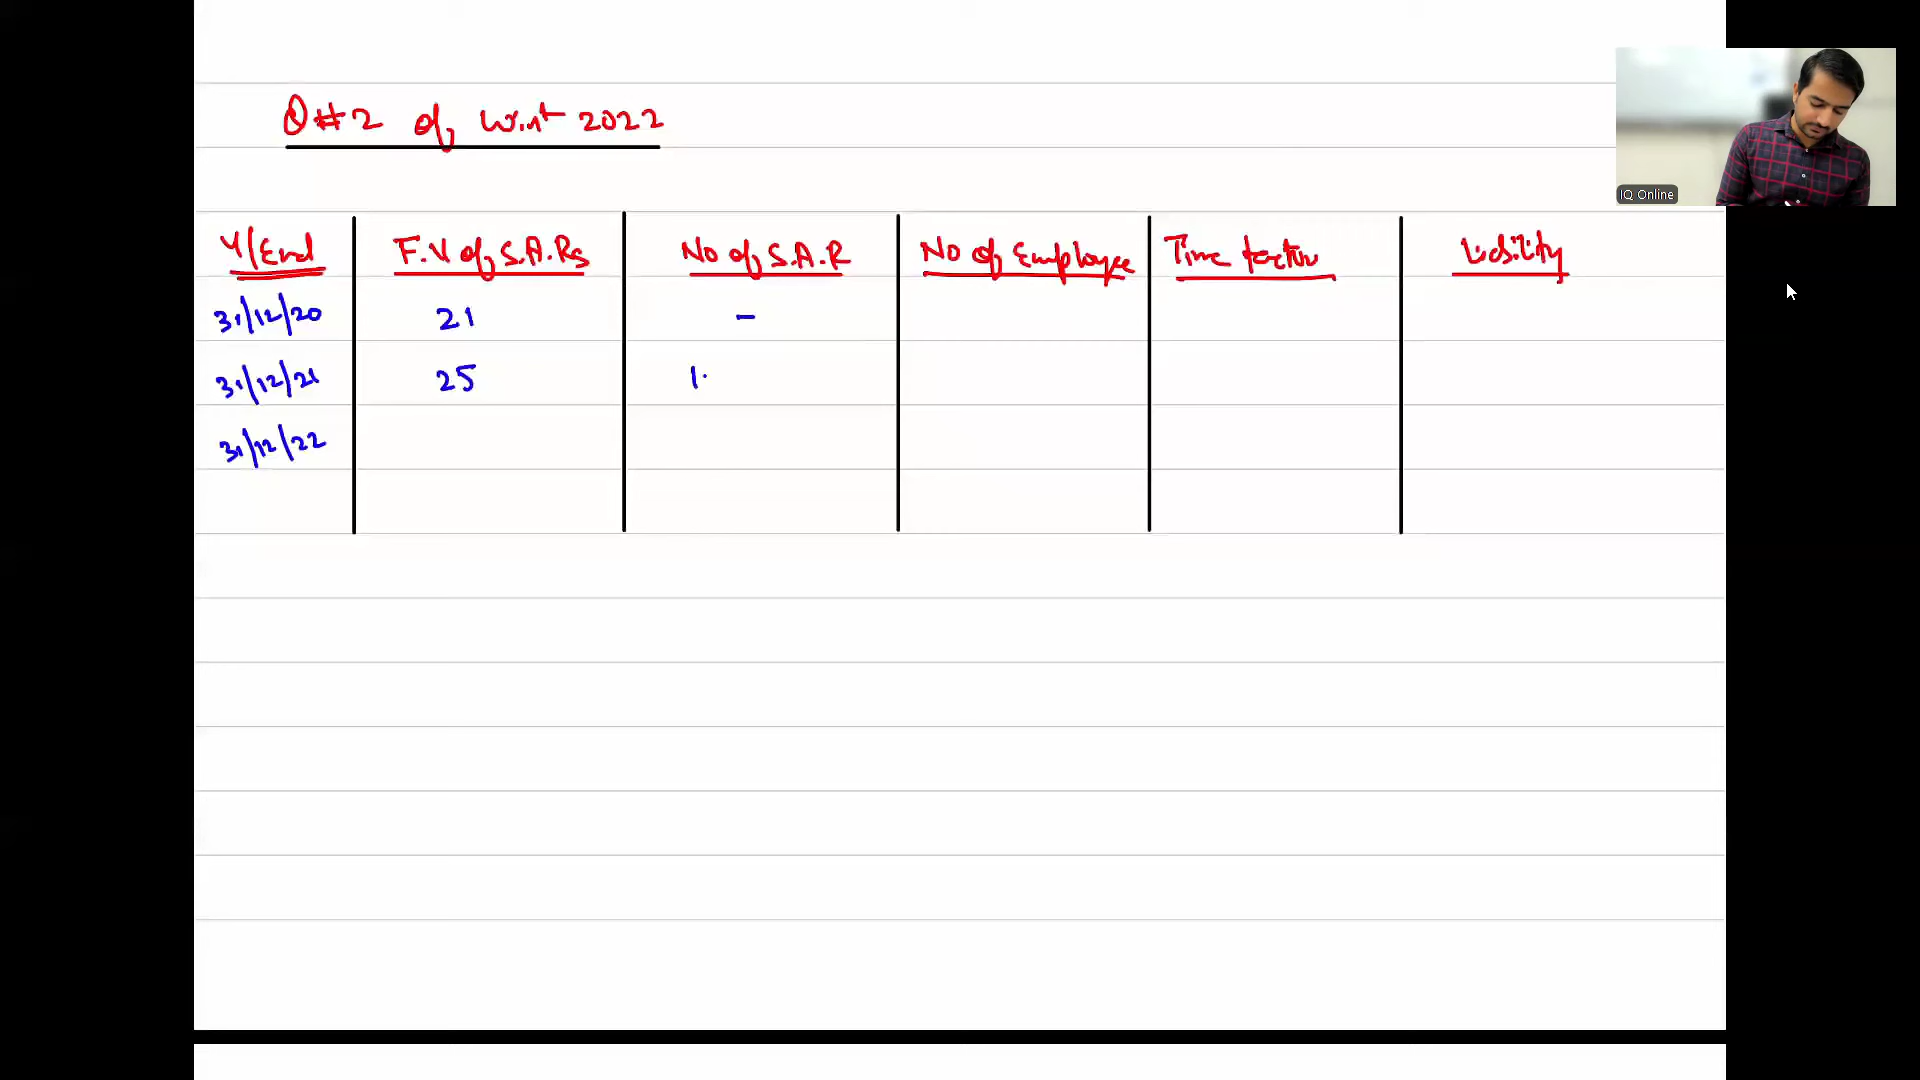 Q#2 of Wint 2022
IQ Online
Y/End F.V of S.A.Rs No of S.A.R No of Employee Time factor Liability
31/12/20 21 -
31/12/21 25 1.
31/12/22